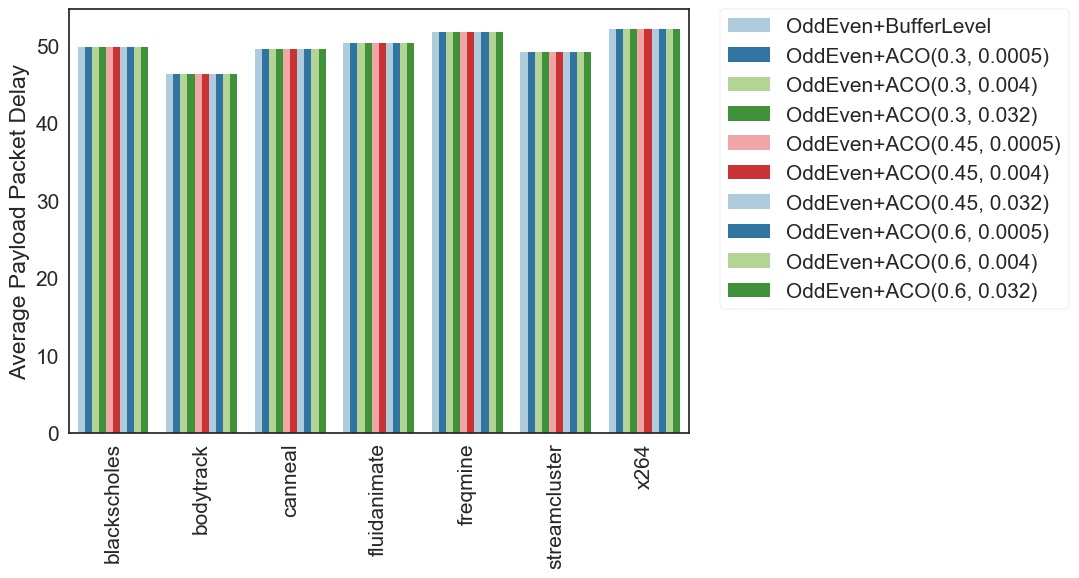 Average Payload Packet Delay
50
40
30
20
10
0
blackscholes
bodytrack
canneal
fluidanimate
freqmine
streamcluster
x264
OddEven+BufferLevel
OddEven+ACO(0.3, 0.0005)
OddEven+ACO(0.3, 0.004)
OddEven+ACO(0.3, 0.032)
OddEven+ACO(0.45, 0.0005)
OddEven+ACO(0.45, 0.004)
OddEven+ACO(0.45, 0.032)
OddEven+ACO(0.6, 0.0005)
OddEven+ACO(0.6, 0.004)
OddEven+ACO(0.6, 0.032)